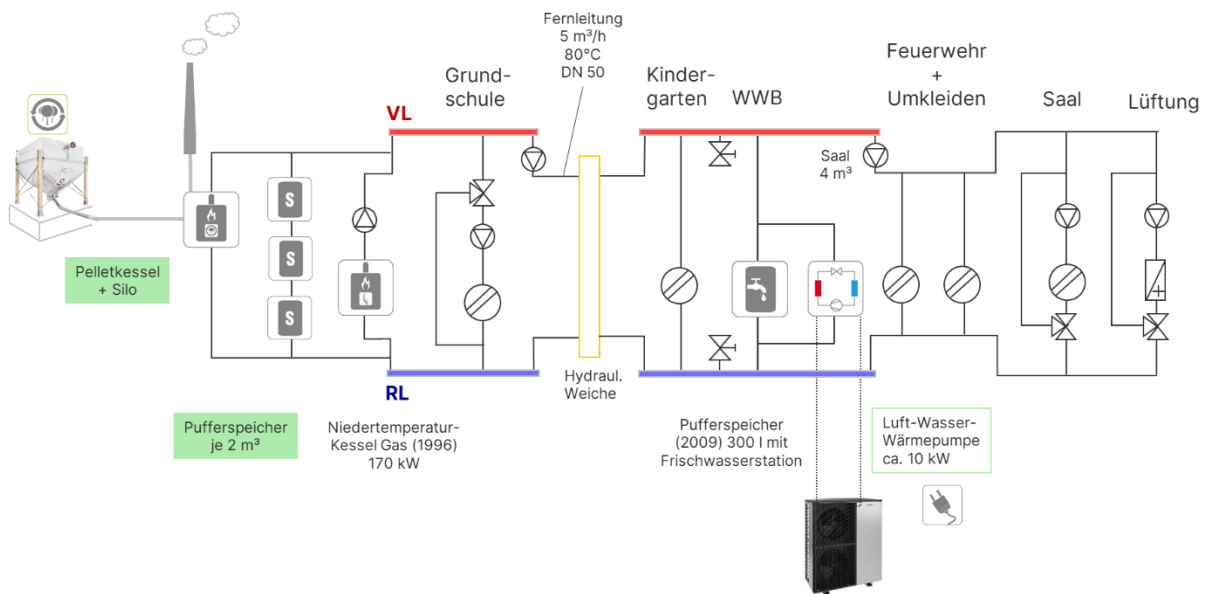 Fernleitung
5 m³/h
80°C
DN 50
Grund-
schule
Kinder-
garten
WWB
Feuerwehr
+
Umkleiden
Saal
Lüftung
VL
Saal
4 m³
S
S
S
Pelletkessel
+ Silo
RL
Hydraul.
Weiche
Pufferspeicher
je 2 m³
Niedertemperatur-
Kessel Gas (1996)
170 kW
Pufferspeicher
(2009) 300 l mit
Frischwasserstation
Luft-Wasser-
Wärmepumpe
ca. 10 kW